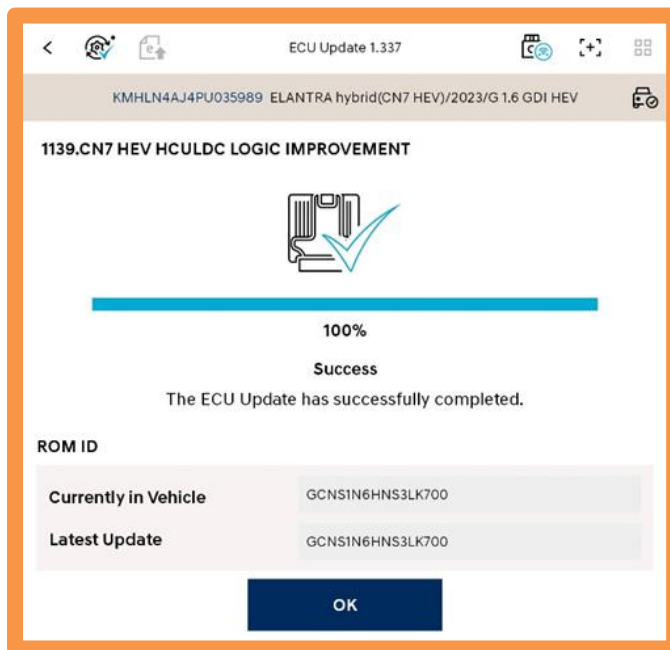 ECU Update 1.337
KMHLN4AJ4PU035989 ELANTRA hybrid(CN7 HEV)/2023/G 1.6 GDI HEV
1139.CN7 HEV HCULDC LOGIC IMPROVEMENT
100%
Success
The ECU Update has successfully completed.
ROM ID
Currently in Vehicle GCNS1N6HNS3LK700
Latest Update GCNS1N6HNS3LK700
OK